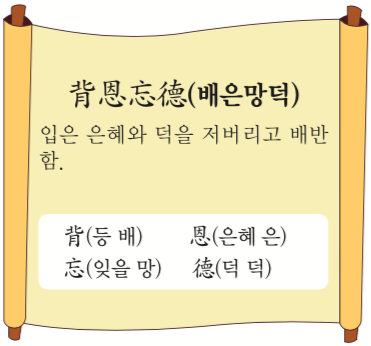 背恩忘德(배은망덕)
입은 은혜와 덕을 저버리고 배반
함.
背(등 배) 恩(은혜 은)
忘(잊을 망) 德(덕 덕)